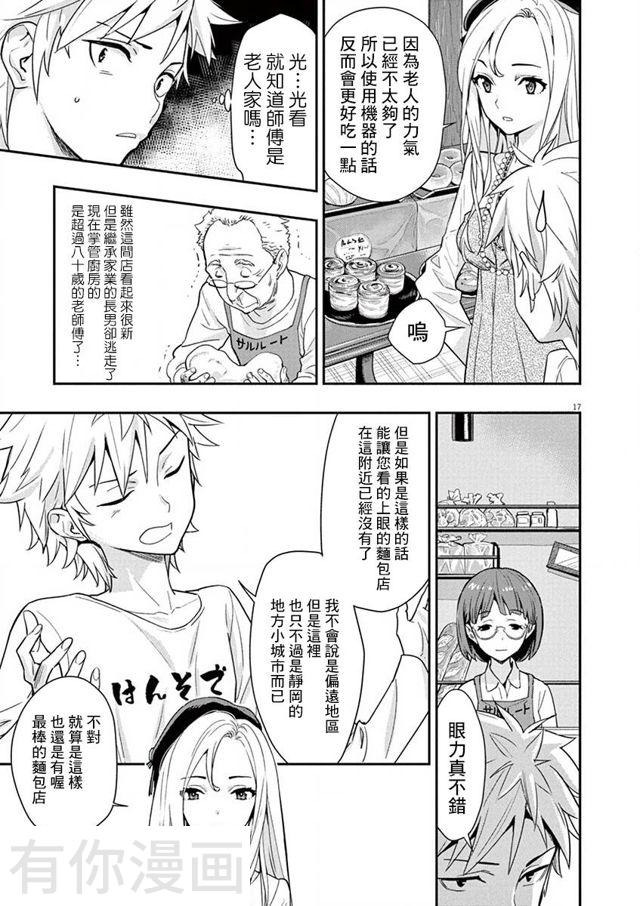 因為老人的力氣
已經不太夠了
所以使用機器的話
反而會更好吃一點
嗚
光…光看
就知道師傅是
老人家嗎…
雖然這間店看起來很新
但是繼承家業的長男卻逃走了
現在掌管廚房的
是超過八十歲的老師傅了…
サルルート
17
サルルート
眼力真不錯
但是如果是這樣的話
能讓您看的上眼的麵包店
在這附近已經沒有了
我不會說是偏遠地區
但是這裡
也只不過是靜岡的
地方小城市而已
はんそで
不對
就算是這樣
也還是有喔
最棒的麵包店
有你漫画